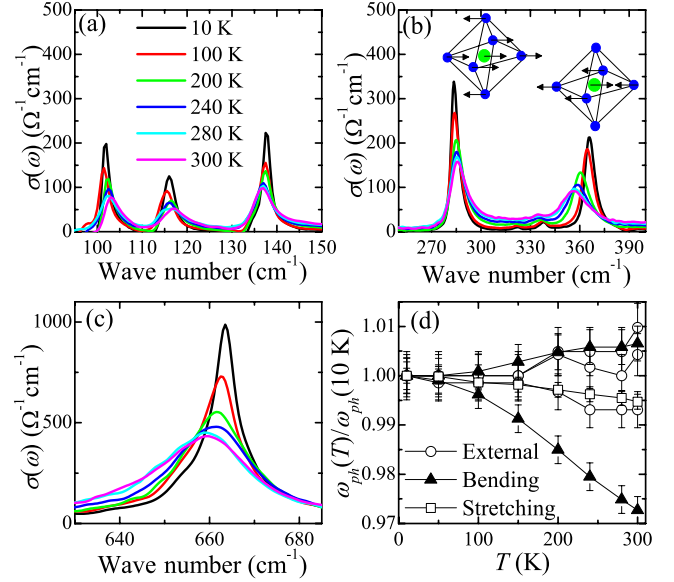 (a)
10 K
100 K
200 K
240 K
280 K
300 K
σ(ω) (Ω⁻¹cm⁻¹)
500
400
300
200
100
0
100 110 120 130 140 150
Wave number (cm⁻¹)
(b)
σ(ω) (Ω⁻¹cm⁻¹)
500
400
300
200
100
0
270 300 330 360 390
Wave number (cm⁻¹)
(c)
σ(ω) (Ω⁻¹cm⁻¹)
1000
500
0
640 660 680
Wave number (cm⁻¹)
(d)
ω_ph(T)/ω_ph(10 K)
1.01
1.00
0.99
0.98
0.97
External
Bending
Stretching
0 100 200 300
T (K)